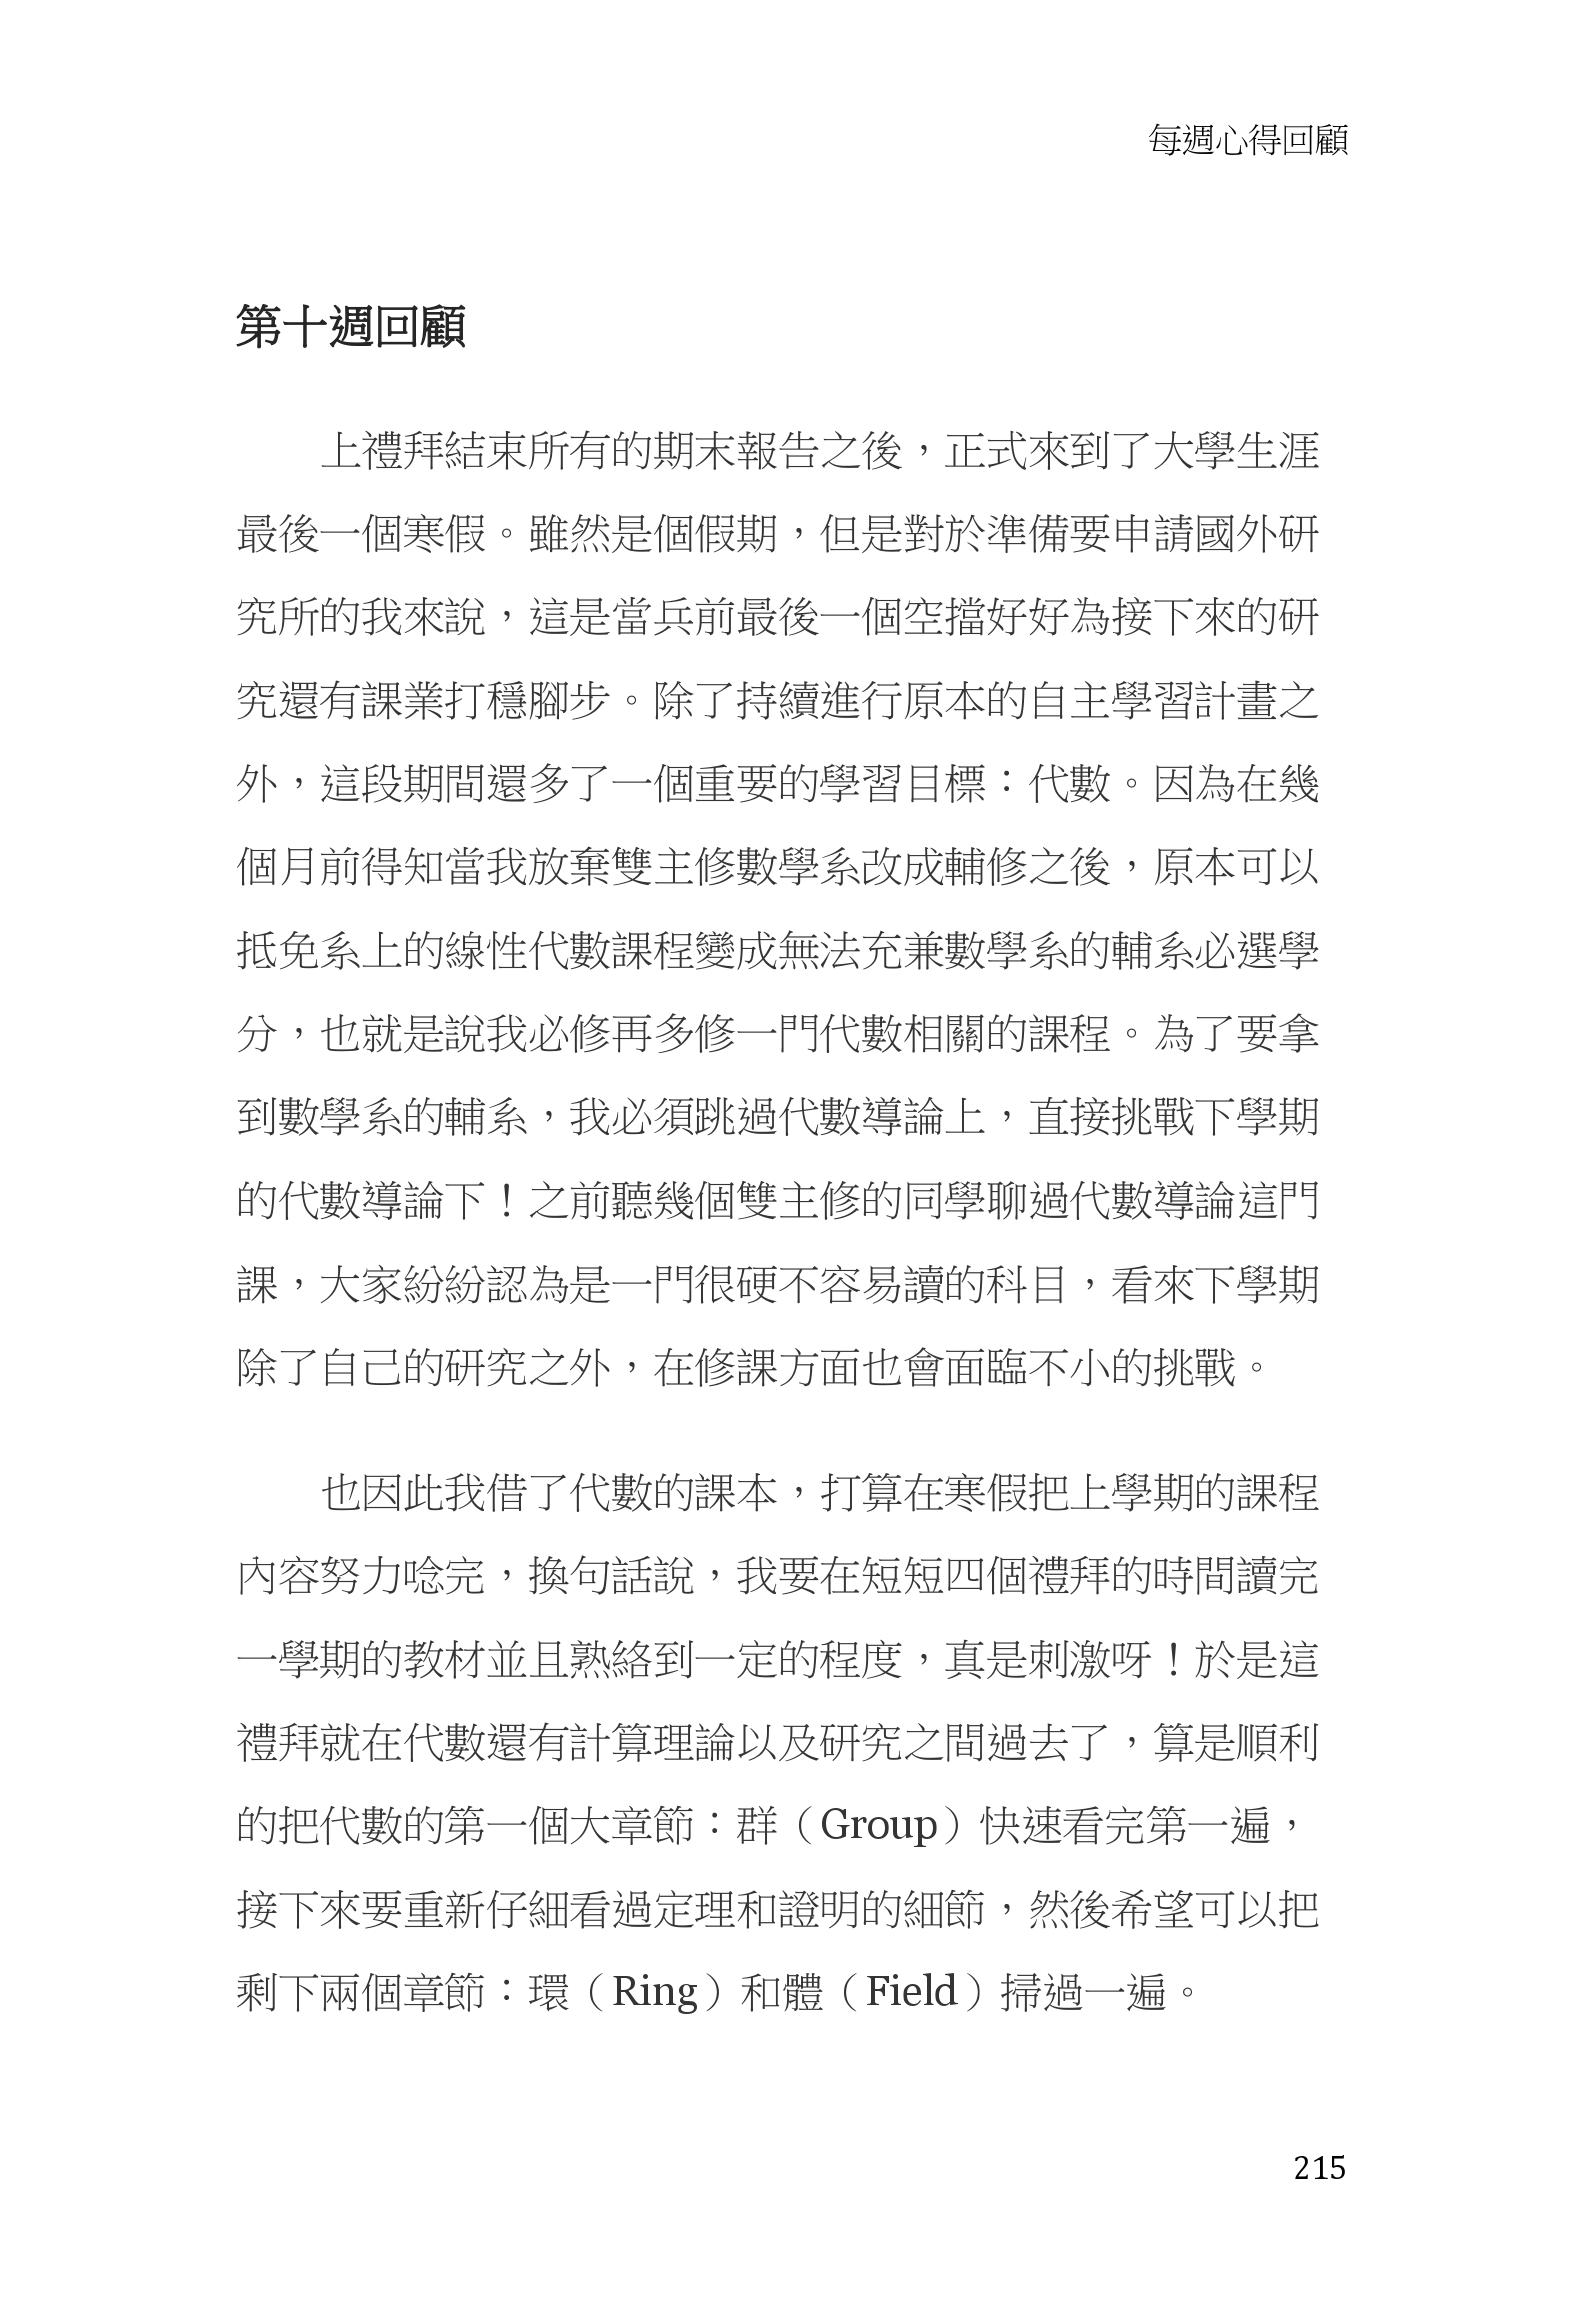 每週心得回顧
第十週回顧
上禮拜結束所有的期末報告之後，正式來到了大學生涯
最後一個寒假。雖然是個假期，但是對於準備要申請國外研
究所的我來說，這是當兵前最後一個空擋好好為接下來的研
究還有課業打穩腳步。除了持續進行原本的自主學習計畫之
外，這段期間還多了一個重要的學習目標：代數。因為在幾
個月前得知當我放棄雙主修數學系改成輔修之後，原本可以
抵免系上的線性代數課程變成無法充兼數學系的輔系必選學
分，也就是說我必修再多修一門代數相關的課程。為了要拿
到數學系的輔系，我必須跳過代數導論上，直接挑戰下學期
的代數導論下！之前聽幾個雙主修的同學聊過代數導論這門
課，大家紛紛認為是一門很硬不容易讀的科目，看來下學期
除了自己的研究之外，在修課方面也會面臨不小的挑戰。
也因此我借了代數的課本，打算在寒假把上學期的課程
內容努力唸完，換句話說，我要在短短四個禮拜的時間讀完
一學期的教材並且熟絡到一定的程度，真是刺激呀！於是這
禮拜就在代數還有計算理論以及研究之間過去了，算是順利
的把代數的第一個大章節：群（Group）快速看完第一遍，
接下來要重新仔細看過定理和證明的細節，然後希望可以把
剩下兩個章節：環（Ring）和體（Field）掃過一遍。
215